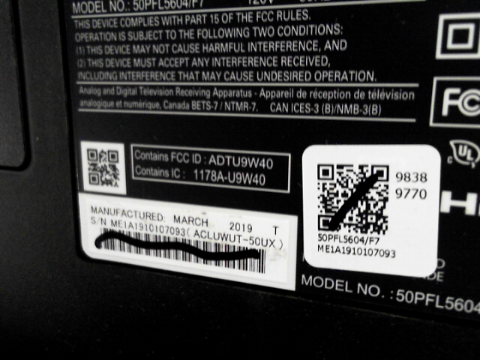 MODEL NO.: 50PFL5604/F7 120V
THIS DEVICE COMPLIES WITH PART 15 OF THE FCC RULES.
OPERATION IS SUBJECT TO THE FOLLOWING TWO CONDITIONS:
(1) THIS DEVICE MAY NOT CAUSE HARMFUL INTERFERENCE, AND
(2) THIS DEVICE MUST ACCEPT ANY INTERFERENCE RECEIVED,
INCLUDING INTERFERENCE THAT MAY CAUSE UNDESIRED OPERATION.
Analog and Digital Television Receiving Apparatus - Appareil de réception de télévision
analogique et numérique, Canada BETS-7 / NTMR-7. CAN ICES-3 (B)/NMB-3(B)
FC
UL
Contains FCC ID : ADTU9W40
Contains IC : 1178A-U9W40
9838
9770
MANUFACTURED: MARCH 2019 T
S/N ME1A1910107093(ACLUWUT-50UX)
50PFL5604/F7
ME1A1910107093
MODEL NO. : 50PFL5604